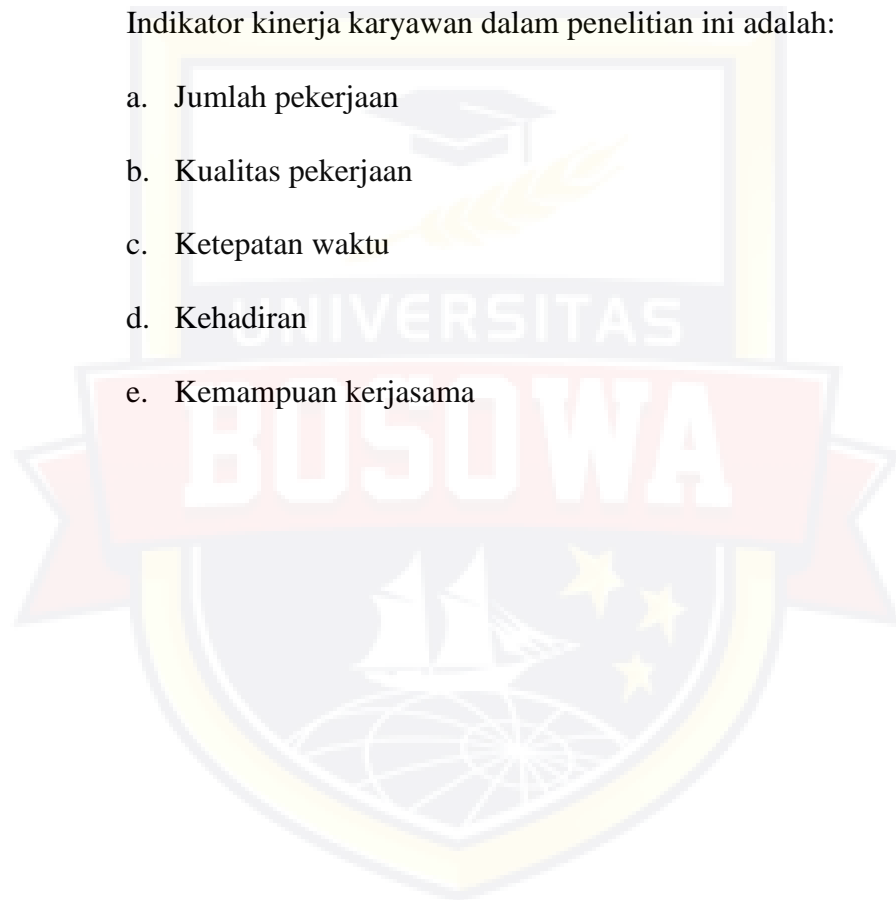 Indikator kinerja karyawan dalam penelitian ini adalah:
a. Jumlah pekerjaan
b. Kualitas pekerjaan
c. Ketepatan waktu
d. Kehadiran
UNIVERSITAS
e. Kemampuan kerjasama
BOSOWA